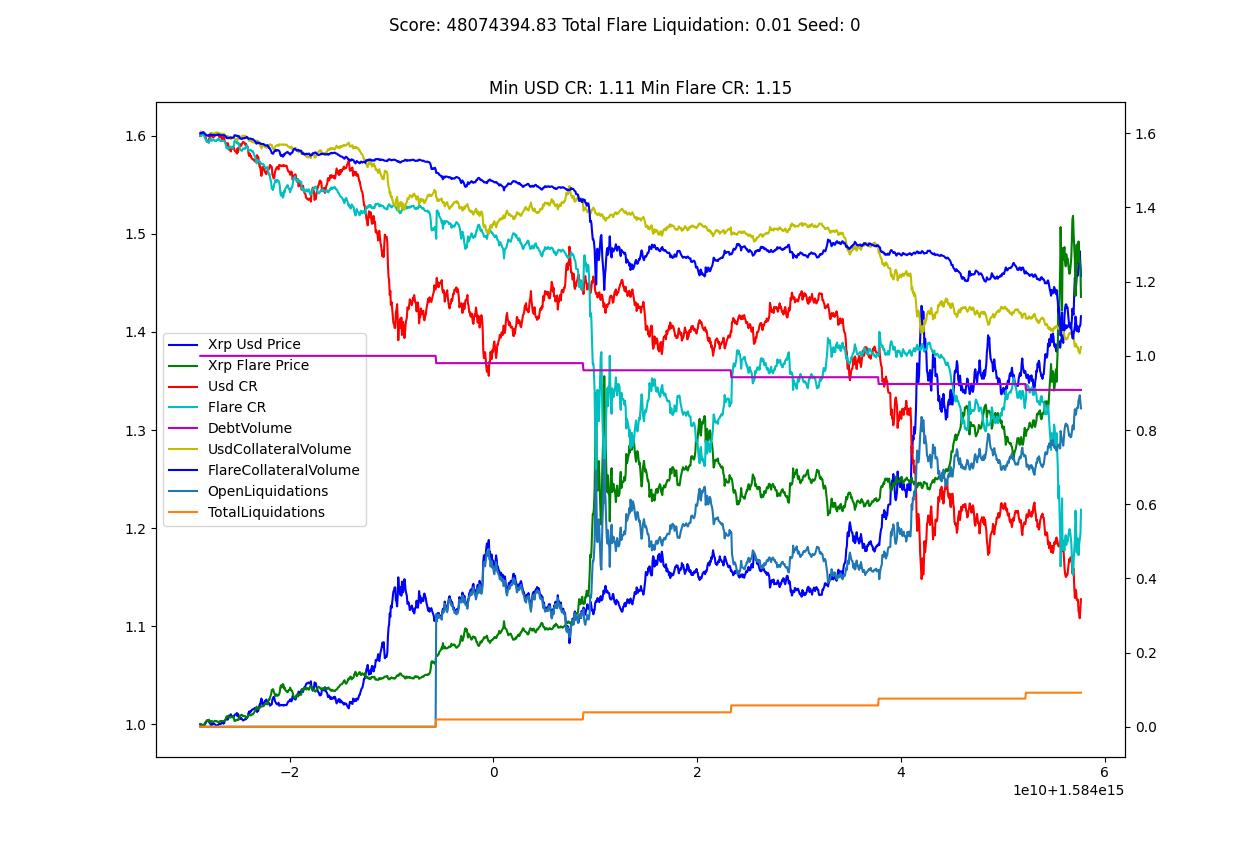 Score: 48074394.83 Total Flare Liquidation: 0.01 Seed: 0
Min USD CR: 1.11 Min Flare CR: 1.15
1.6
1.5
1.4
1.3
1.2
1.1
1.0
Xrp Usd Price
Xrp Flare Price
Usd CR
Flare CR
DebtVolume
UsdCollateralVolume
FlareCollateralVolume
OpenLiquidations
TotalLiquidations
1.6
1.4
1.2
1.0
0.8
0.6
0.4
0.2
0.0
−2 0 2 4 6
1e10+1.584e15